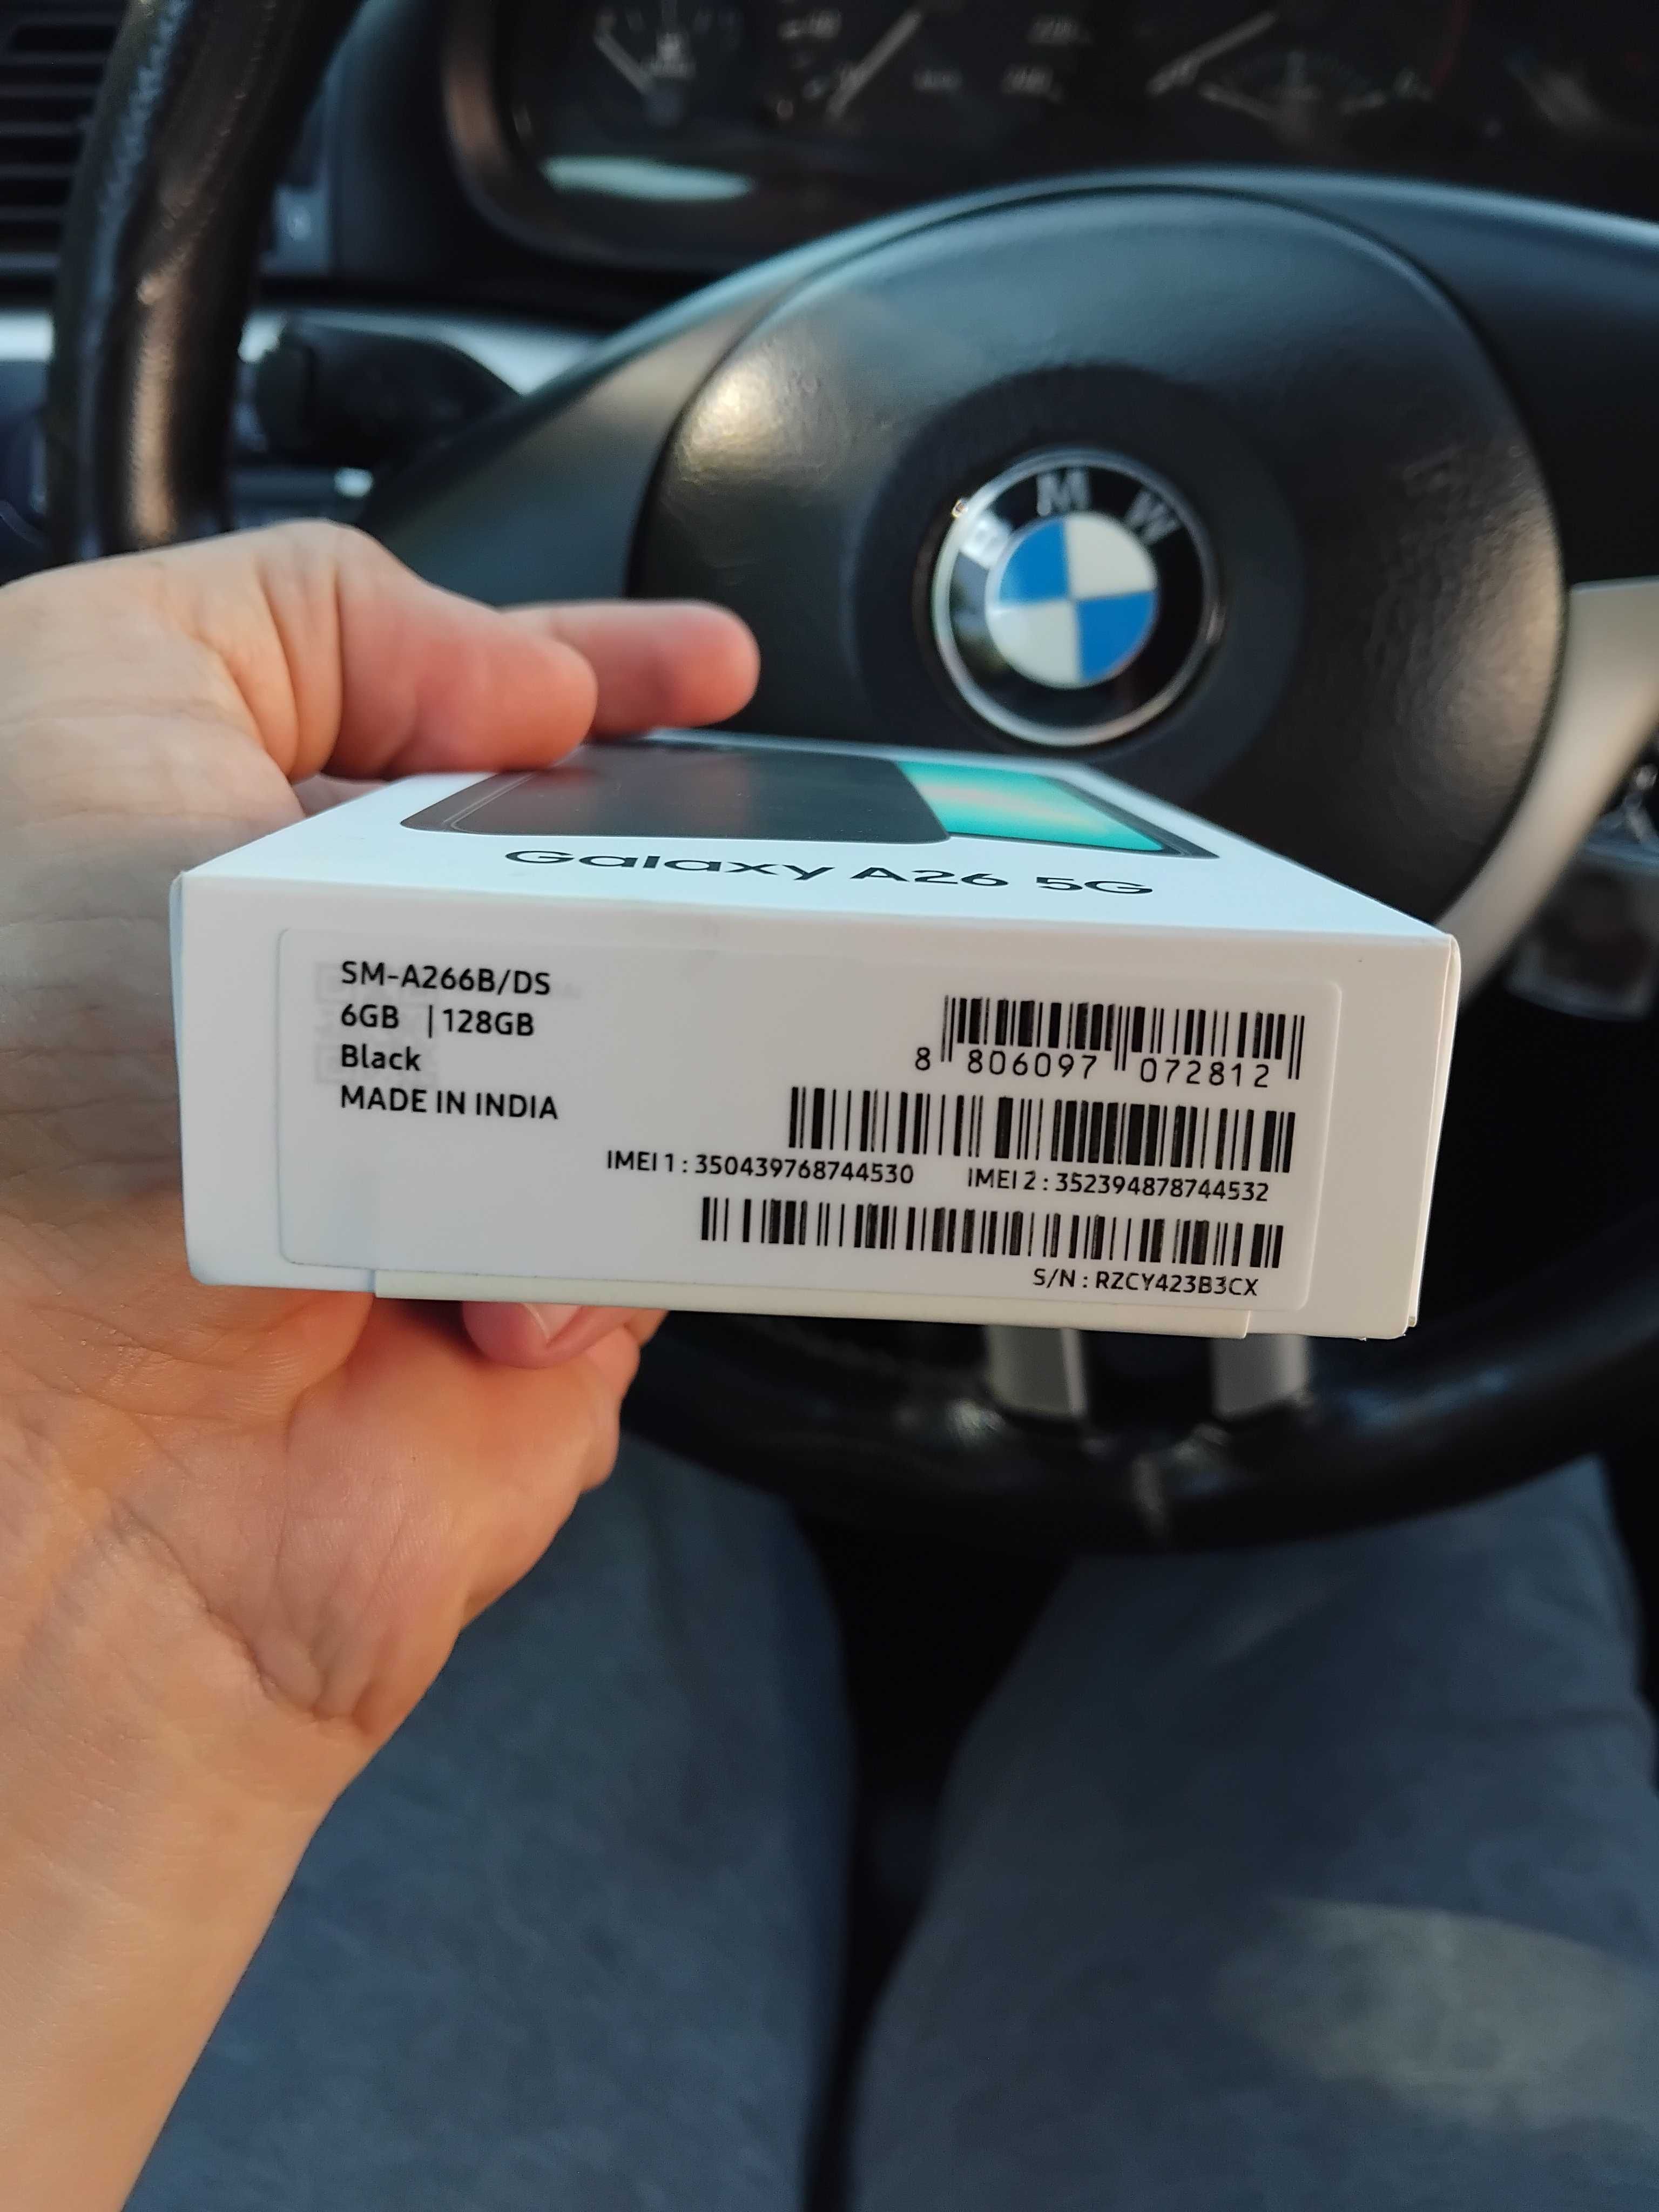 BMW
Galaxy A26 5G
SM-A266B/DS
6GB | 128GB
Black
MADE IN INDIA
8 806097 072812
IMEI 1 : 350439768744530 IMEI 2 : 352394878744532
S/N : RZCY423B3CX